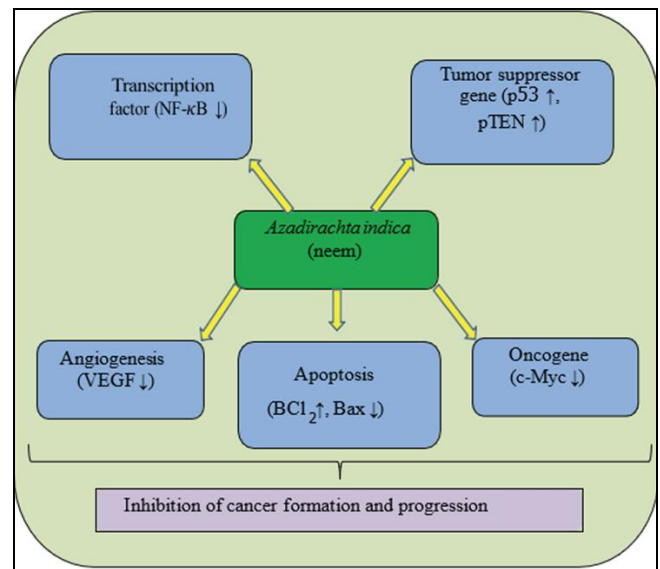 Transcription
factor (NF-κB ↓)
Tumor suppressor
gene (p53 ↑,
pTEN ↑)
Azadirachta indica
(neem)
Angiogenesis
(VEGF ↓)
Apoptosis
(BCl2↑, Bax ↓)
Oncogene
(c-Myc ↓)
Inhibition of cancer formation and progression